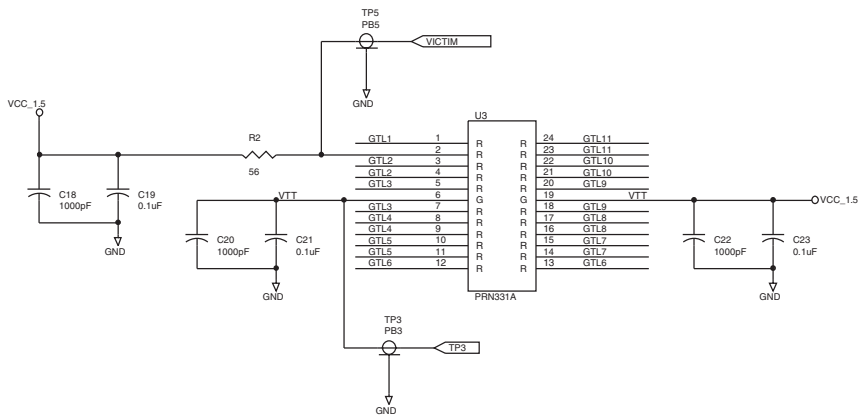 TP5
PB5
VICTIM
GND
VCC_1.5
U3
R2
56
GTL1 1 R R 24 GTL11
2 R R 23 GTL11
GTL2 3 R R 22 GTL10
GTL2 4 R R 21 GTL10
GTL3 5 R R 20 GTL9
VTT 6 G G 19 VTT
GTL3 7 R R 18 GTL9
GTL4 8 R R 17 GTL8
GTL4 9 R R 16 GTL8
GTL5 10 R R 15 GTL7
GTL5 11 R R 14 GTL7
GTL6 12 R R 13 GTL6
PRN331A
VCC_1.5
C18
1000pF
C19
0.1uF
GND
C20
1000pF
C21
0.1uF
GND
C22
1000pF
C23
0.1uF
GND
TP3
PB3
TP3
GND